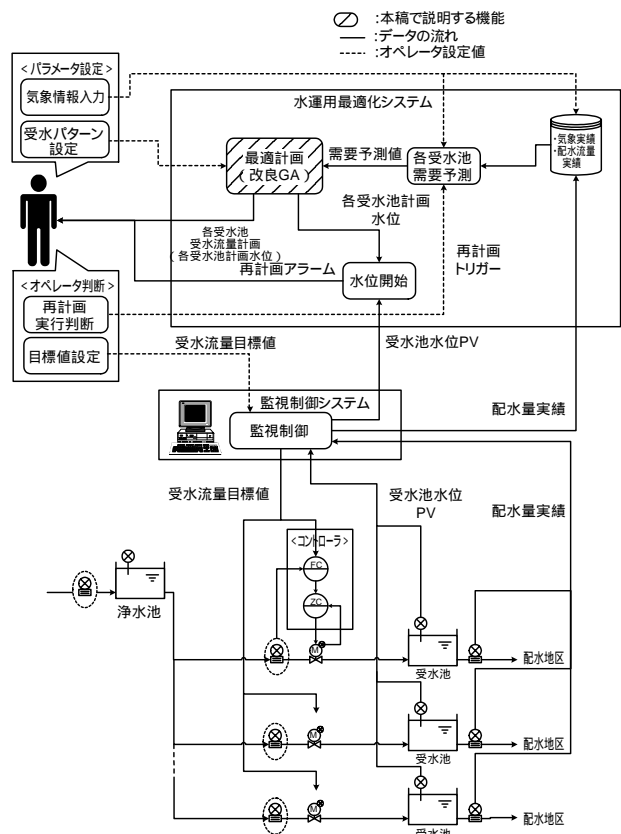 :本稿で説明する機能
:データの流れ
:オペレータ設定値
<パラメータ設定>
気象情報入力
受水パターン
設定
水運用最適化システム
最適計画
(改良GA)
需要予測値
各受水池
需要予測
・気象実績
・配水流量
実績
各受水池計画
水位
各受水池
受水流量計画
(各受水池計画水位)
再計画アラーム
水位開始
再計画
トリガー
<オペレータ判断>
再計画
実行判断
目標値設定
受水流量目標値
受水池水位PV
監視制御システム
監視制御
配水量実績
受水流量目標値
受水池水位
PV
配水量実績
<コントローラ>
FC
ZC
浄水池
M
受水池
配水地区
M
受水池
配水地区
M
受水池
配水地区